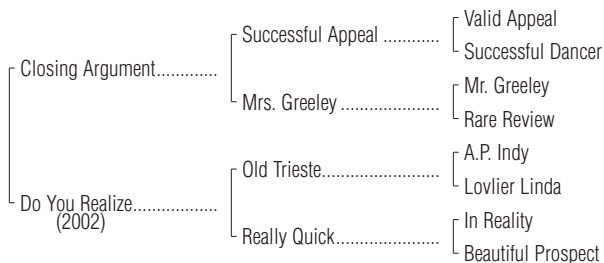 Valid Appeal
Successful Appeal ............
Successful Dancer
Closing Argument.............
Mr. Greeley
Mrs. Greeley .....................
Rare Review
A.P. Indy
Old Trieste.........................
Lovlier Linda
Do You Realize..................
(2002)
In Reality
Really Quick......................
Beautiful Prospect